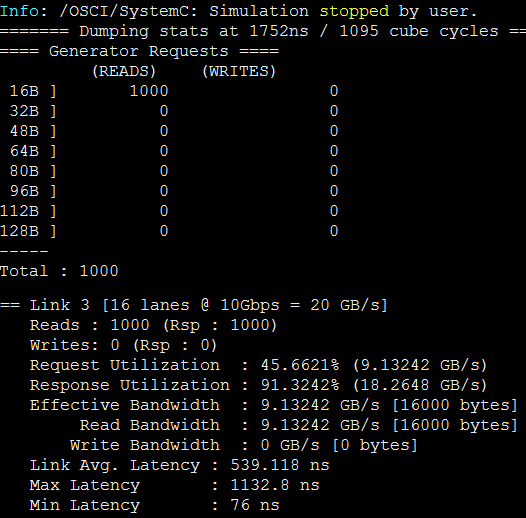 Info: /OSCI/SystemC: Simulation stopped by user.
======= Dumping stats at 1752ns / 1095 cube cycles ==
==== Generator Requests ====
(READS) (WRITES)
16B ] 1000 0
32B ] 0 0
48B ] 0 0
64B ] 0 0
80B ] 0 0
96B ] 0 0
112B ] 0 0
128B ] 0 0
-----
Total : 1000
== Link 3 [16 lanes @ 10Gbps = 20 GB/s]
Reads : 1000 (Rsp : 1000)
Writes: 0 (Rsp : 0)
Request Utilization : 45.6621% (9.13242 GB/s)
Response Utilization : 91.3242% (18.2648 GB/s)
Effective Bandwidth : 9.13242 GB/s [16000 bytes]
Read Bandwidth : 9.13242 GB/s [16000 bytes]
Write Bandwidth : 0 GB/s [0 bytes]
Link Avg. Latency : 539.118 ns
Max Latency : 1132.8 ns
Min Latency : 76 ns